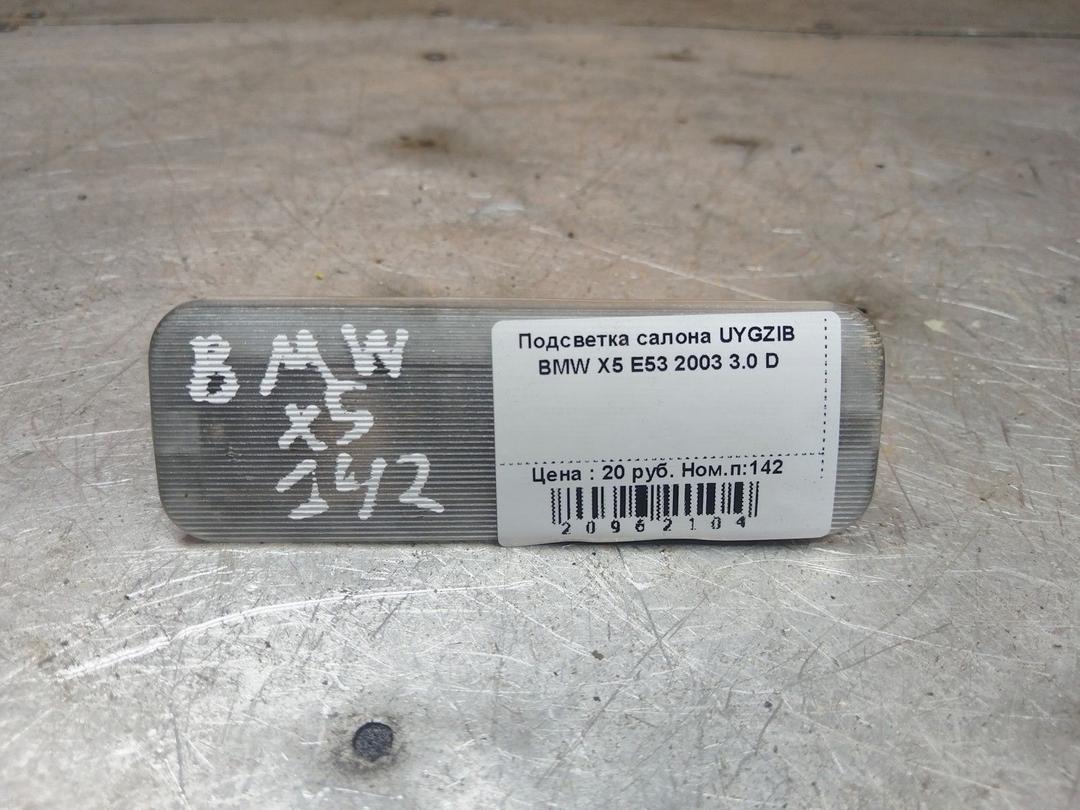 BMW
X5
142
Подсветка салона UYGZIB
BMW X5 E53 2003 3.0 D
Цена : 20 руб. Ном.п:142
20962104